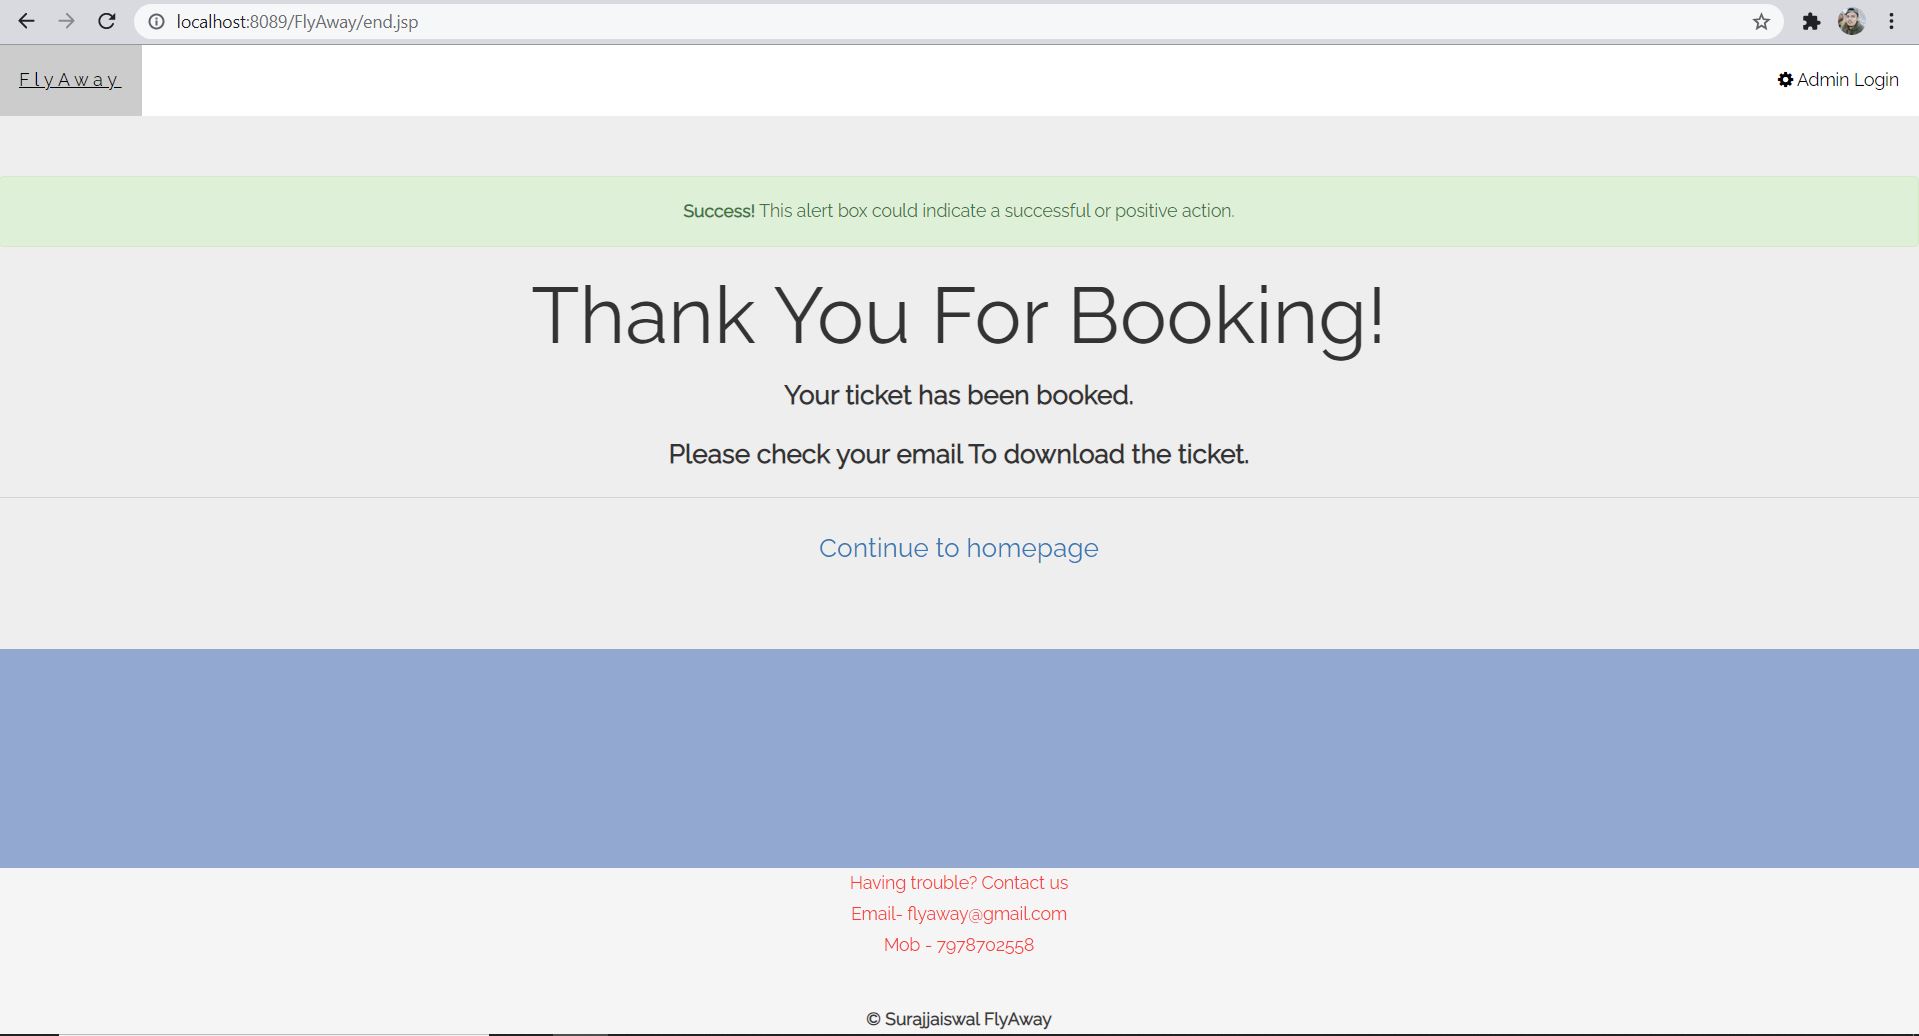 localhost:8089/FlyAway/end.jsp
FlyAway
Admin Login
Success! This alert box could indicate a successful or positive action.
Thank You For Booking!
Your ticket has been booked.
Please check your email To download the ticket.
Continue to homepage
Having trouble? Contact us
Email- flyaway@gmail.com
Mob - 7978702558
© Surajjaiswal FlyAway